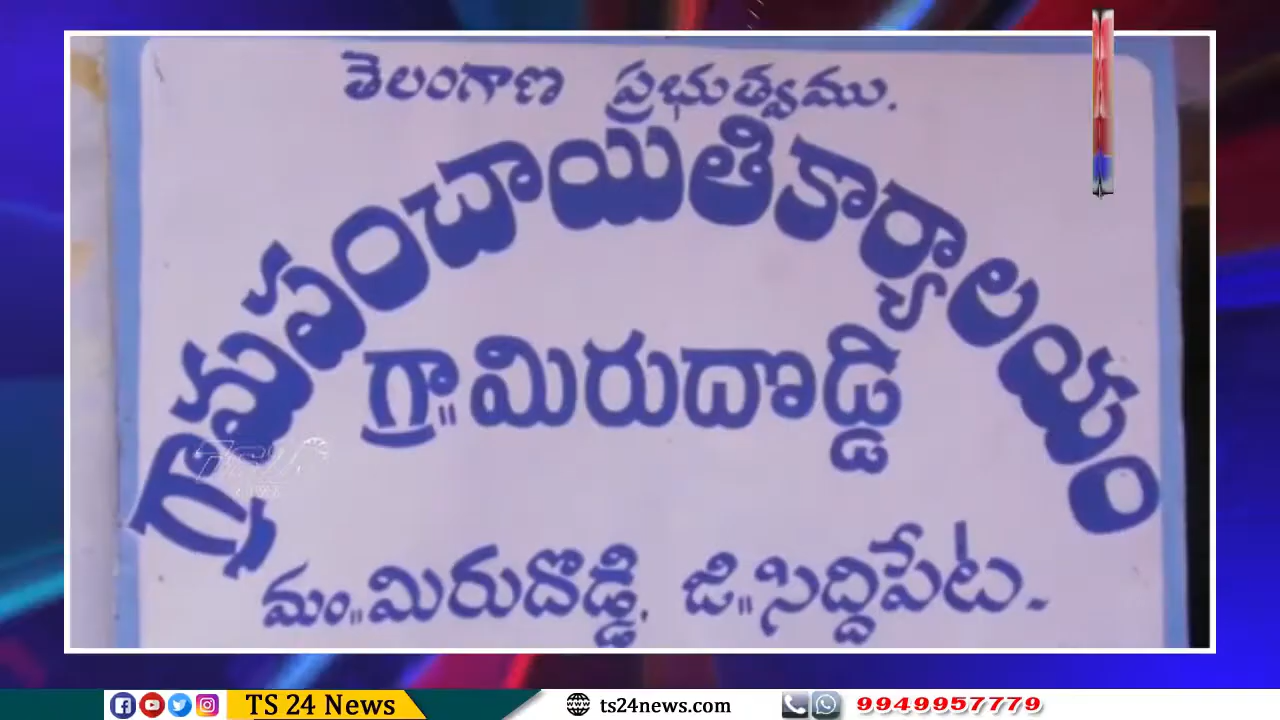 తెలంగాణ ప్రభుత్వము.
గ్రామపంచాయితికార్యాలయం
గ్రా॥మిరుదొడ్డి
మం॥మిరుదొడ్డి, జి॥సిద్దిపేట.
TS 24 News
ts24news.com
9949957779